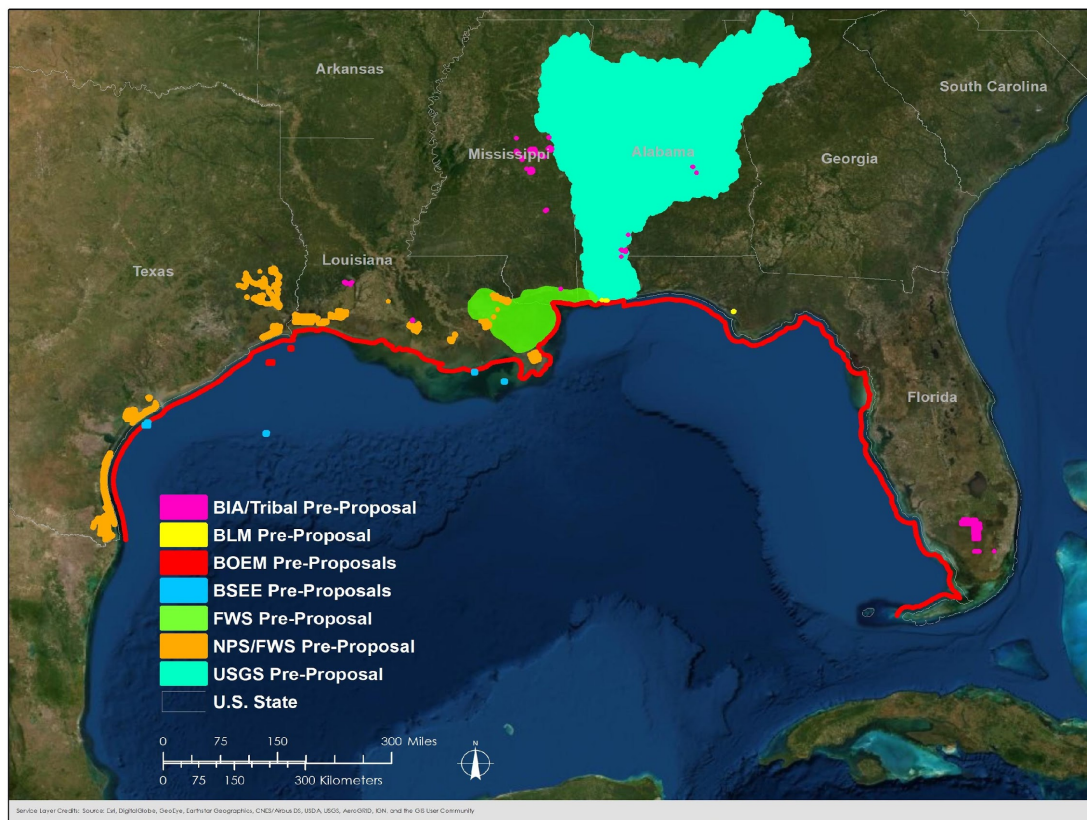 Arkansas
South Carolina
Mississippi
Alabama
Georgia
Texas
Louisiana
Florida
BIA/Tribal Pre-Proposal
BLM Pre-Proposal
BOEM Pre-Proposals
BSEE Pre-Proposals
FWS Pre-Proposal
NPS/FWS Pre-Proposal
USGS Pre-Proposal
U.S. State
0 75 150 300 Miles
0 75 150 300 Kilometers
N
Service Layer Credits: Source: Esri, DigitalGlobe, GeoEye, Earthstar Geographics, CNES/Airbus DS, USDA, USGS, AeroGRID, IGN, and the GIS User Community